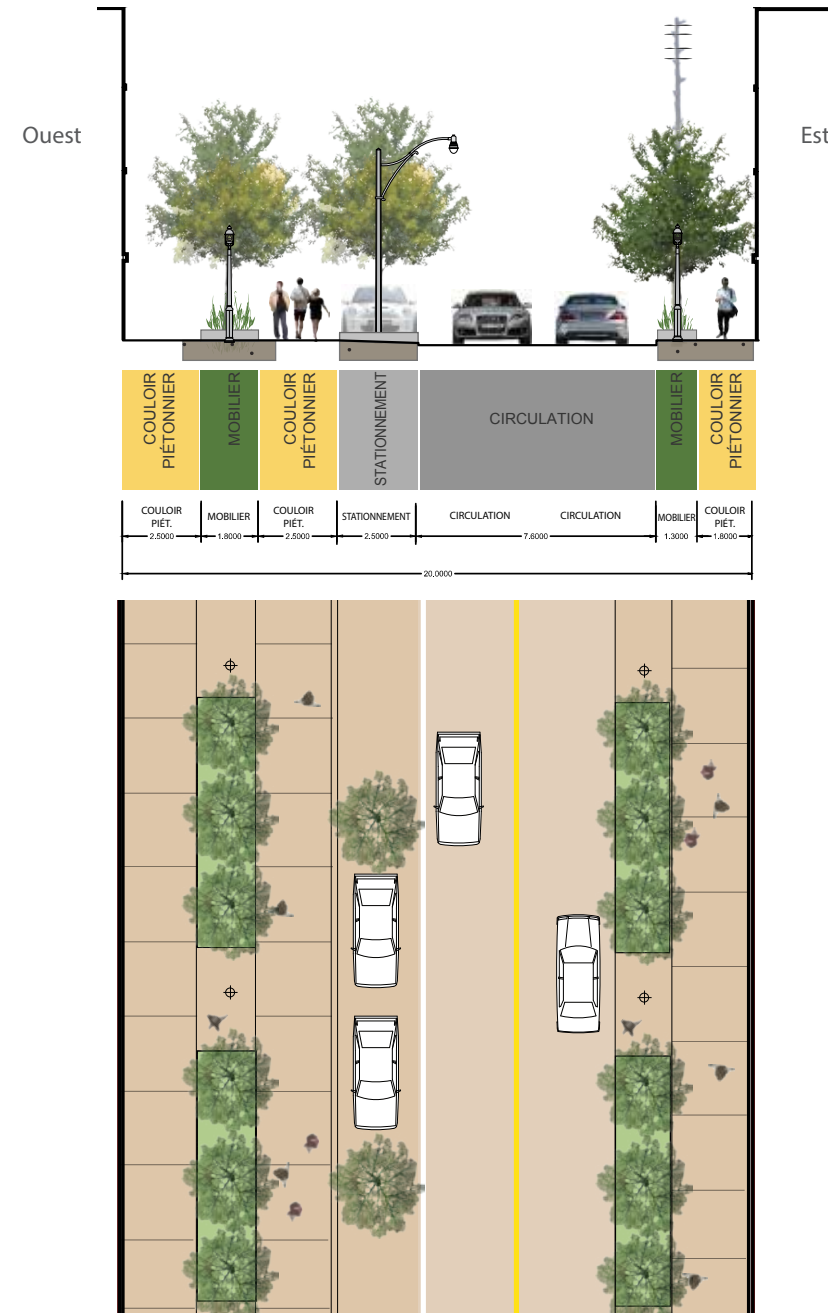 Ouest
Est
COULOIR
PIÉTONNIER
MOBILIER
COULOIR
PIÉTONNIER
STATIONNEMENT
CIRCULATION
MOBILIER
COULOIR
PIÉTONNIER
COULOIR
PIÉT.
MOBILIER
COULOIR
PIÉT.
STATIONNEMENT
CIRCULATION
CIRCULATION
MOBILIER
COULOIR
PIÉT.
2.5000
1.8000
2.5000
2.5000
7.6000
1.3000
1.8000
20.0000